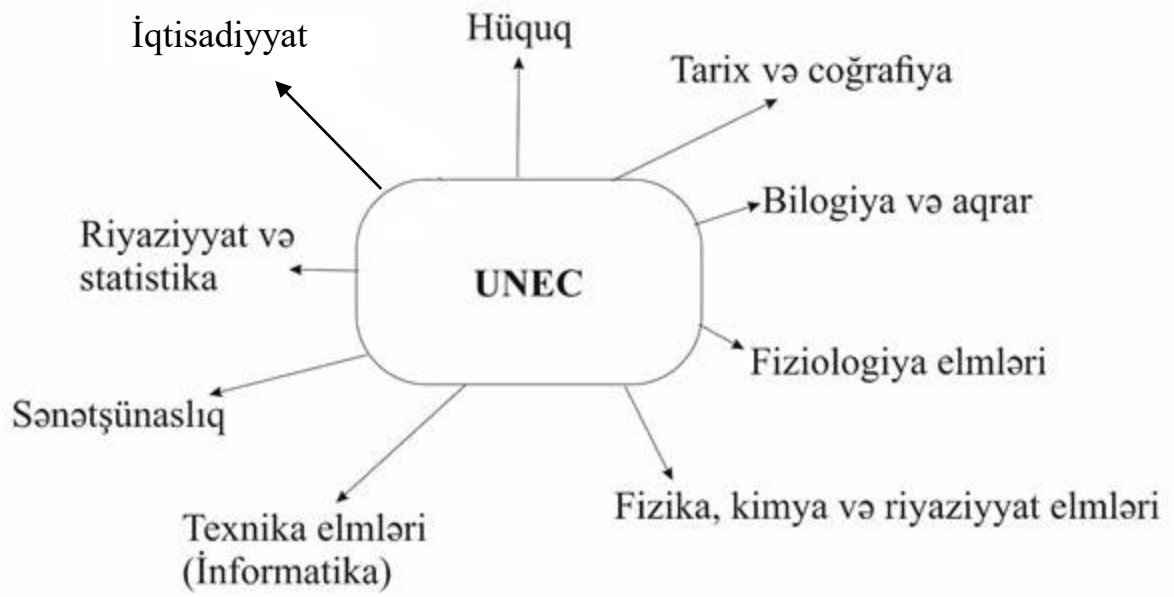 İqtisadiyyat
Hüquq
Tarix və coğrafiya
Bilogiya və aqrar
Riyaziyyat və
statistika
UNEC
Fiziologiya elmləri
Sənətşünaslıq
Fizika, kimya və riyaziyyat elmləri
Texnika elmləri
(İnformatika)